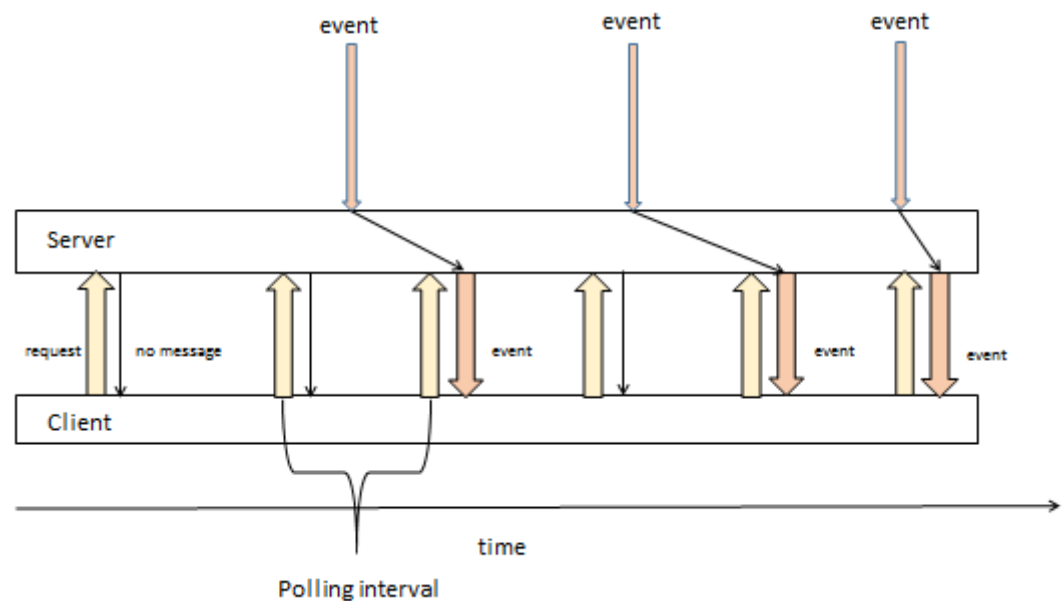 event
event
event
Server
request
no message
event
event
event
Client
time
Polling interval